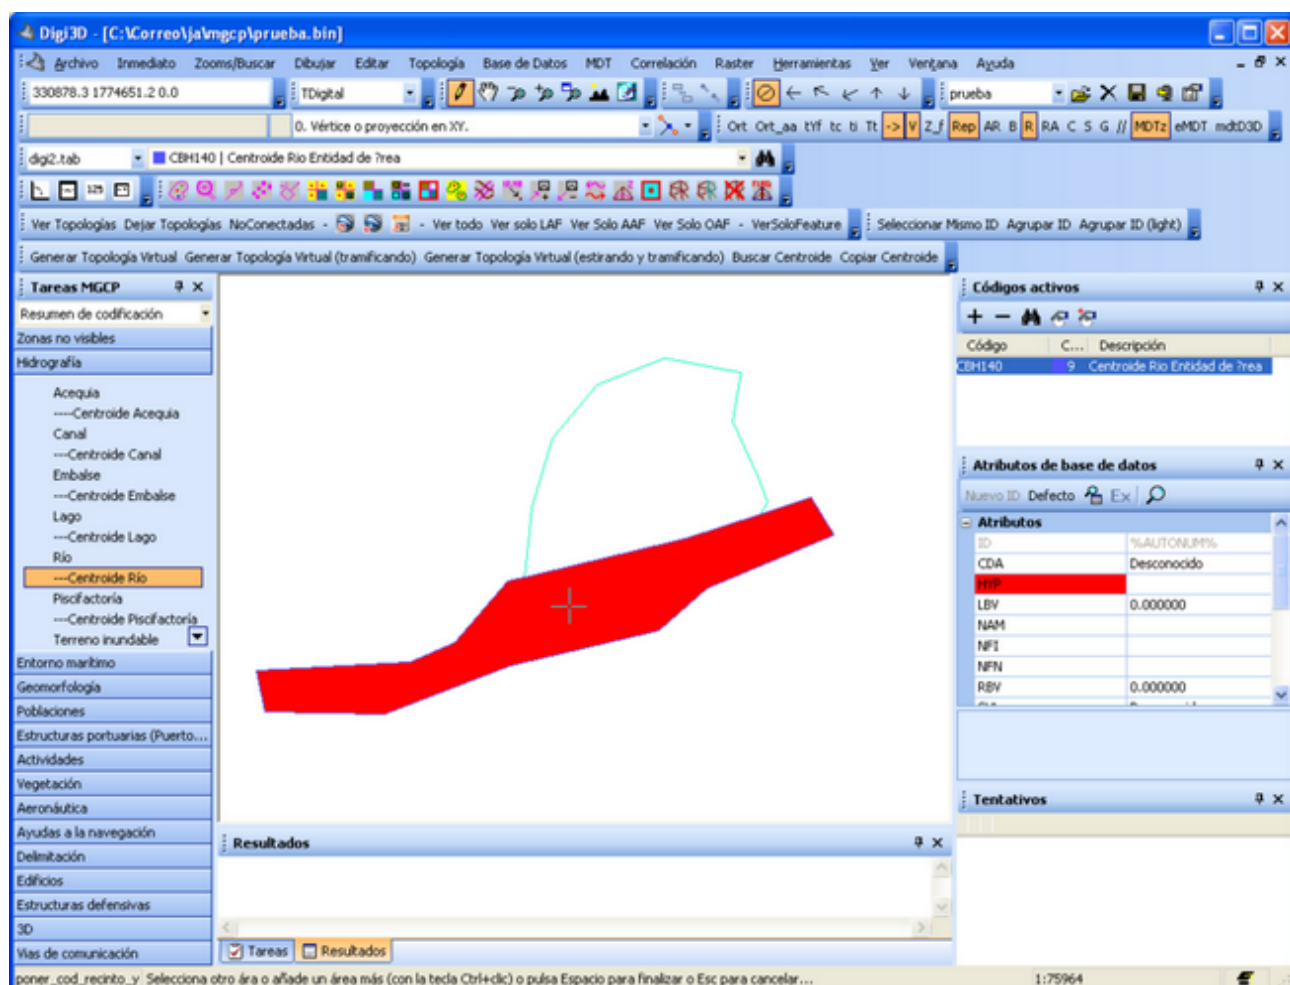 Digi3D - [C:\Correo\ja\mgcp\prueba.bin]
Archivo Inmediato Zooms/Buscar Dibujar Editar Topología Base de Datos MDT Correlación Raster Herramientas Ver Ventana Ayuda
330878.3 1774651.2 0.0 TDigital prueba
0. Vértice o proyección en XY. Ort Ort_aa tYf tc ti Tt -> V Z_f Rep AR B R RA C S G // MDTz eMDT mdtD3D
digi2.tab CBH140 | Centroide Rio Entidad de ?rea
Ver Topologías Dejar Topologías NoConectadas - - Ver todo Ver solo LAF Ver Solo AAF Ver Solo OAF - VerSoloFeature Seleccionar Mismo ID Agrupar ID Agrupar ID (light)
Generar Topología Virtual Generar Topología Virtual (tramificando) Generar Topología Virtual (estirando y tramificando) Buscar Centroide Copiar Centroide
Tareas MGCP
Resumen de codificación
Zonas no visibles
Hidrografía
Acequia
----Centroide Acequia
Canal
---Centroide Canal
Embalse
---Centroide Embalse
Lago
---Centroide Lago
Río
---Centroide Río
Piscifactoría
---Centroide Piscifactoría
Terreno inundable
Entorno marítimo
Geomorfología
Poblaciones
Estructuras portuarias (Puerto...
Actividades
Vegetación
Aeronáutica
Ayudas a la navegación
Delimitación
Edificios
Estructuras defensivas
3D
Vias de comunicación
Códigos activos
Código C... Descripción
CBH140 9 Centroide Rio Entidad de ?rea
Atributos de base de datos
Nuevo ID Defecto Ex
Atributos
ID %AUTONUM%
CDA Desconocido
HYP
LBV 0.000000
NAM
NFI
NFN
RBV 0.000000
Tentativos
Resultados
Tareas Resultados
poner_cod_recinto_y Selecciona otro ára o añade un área más (con la tecla Ctrl+clic) o pulsa Espacio para finalizar o Esc para cancelar... 1:75964